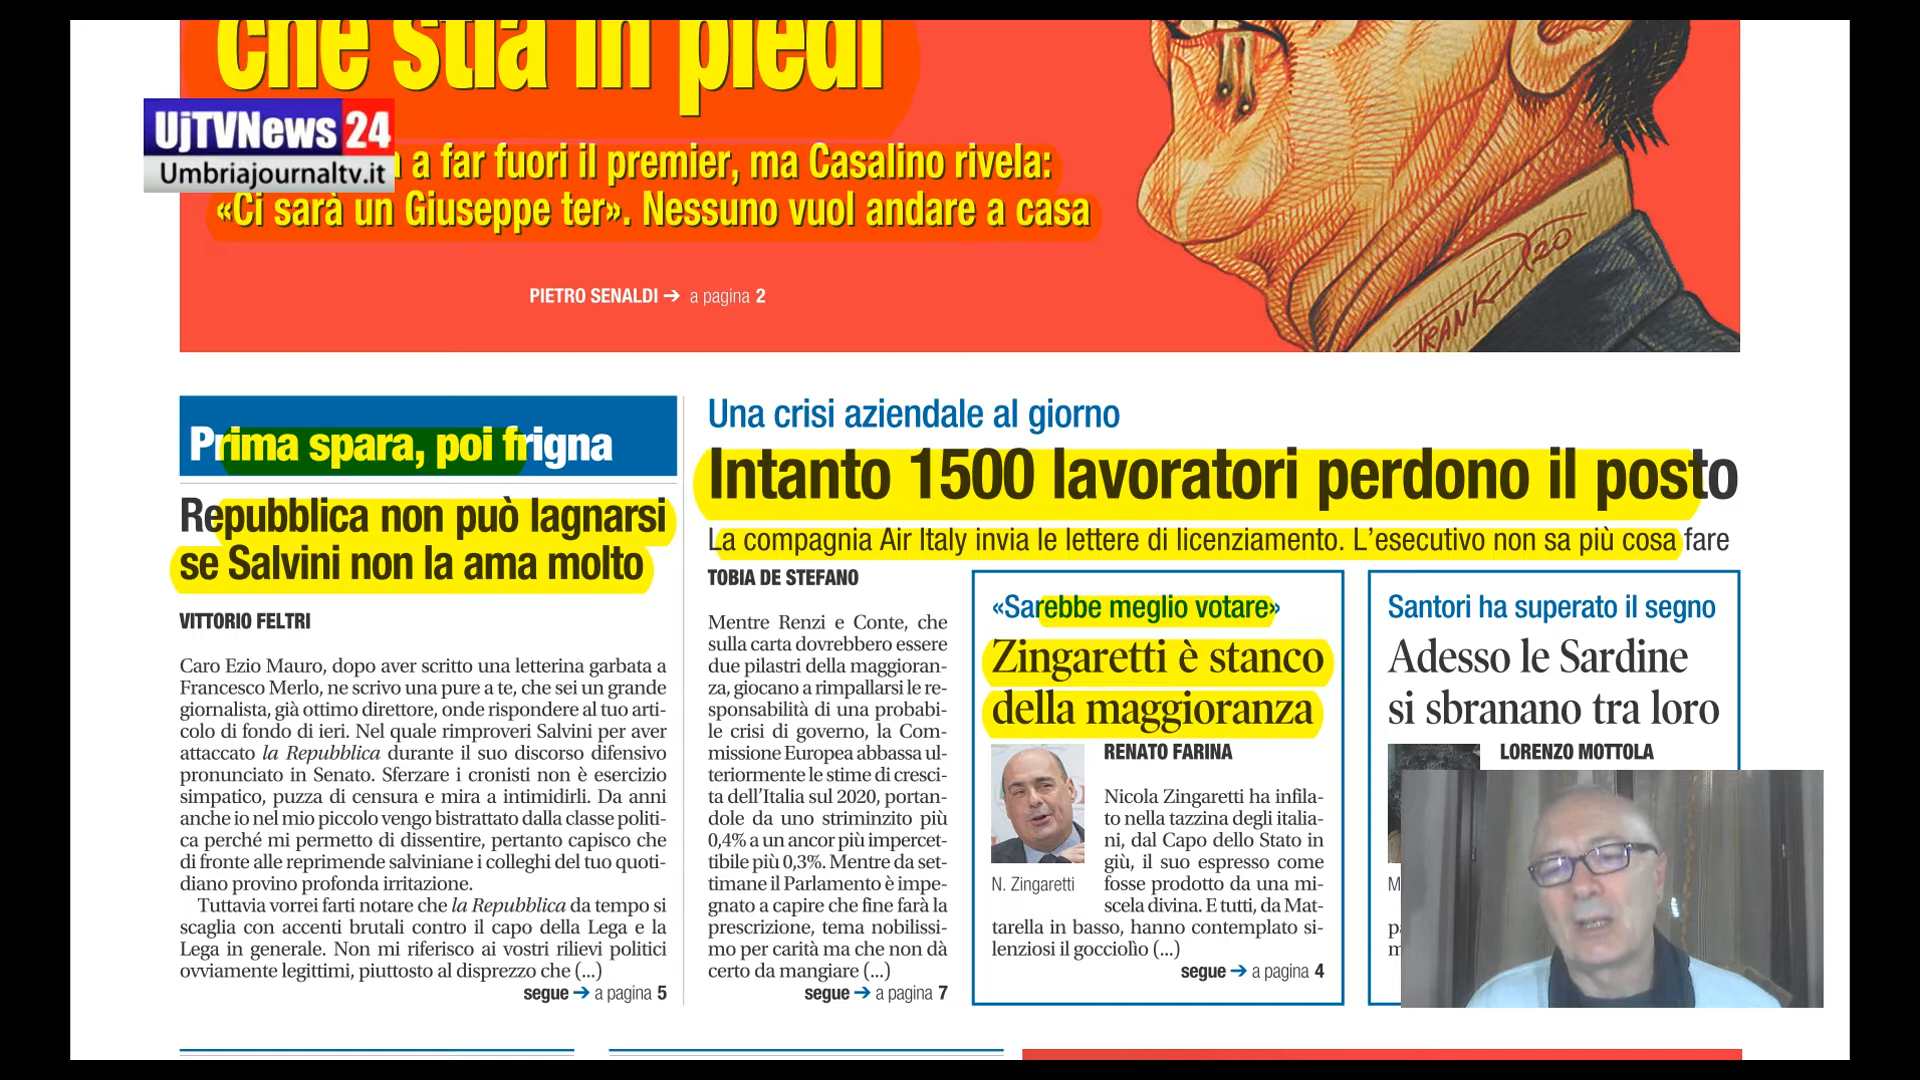 che stia in piedi
UjTVNews 24
Umbriajournaltv.it
a far fuori il premier, ma Casalino rivela:
«Ci sarà un Giuseppe ter». Nessuno vuol andare a casa
FRANK 20
PIETRO SENALDI → a pagina 2
Prima spara, poi frigna
Repubblica non può lagnarsi
se Salvini non la ama molto
VITTORIO FELTRI
Caro Ezio Mauro, dopo aver scritto una letterina garbata a
Francesco Merlo, ne scrivo una pure a te, che sei un grande
giornalista, già ottimo direttore, onde rispondere al tuo arti-
colo di fondo di ieri. Nel quale rimproveri Salvini per aver
attaccato la Repubblica durante il suo discorso difensivo
pronunciato in Senato. Sferzare i cronisti non è esercizio
simpatico, puzza di censura e mira a intimidirli. Da anni
anche io nel mio piccolo vengo bistrattato dalla classe politi-
ca perché mi permetto di dissentire, pertanto capisco che
di fronte alle reprimende salviniane i colleghi del tuo quoti-
diano provino profonda irritazione.
Tuttavia vorrei farti notare che la Repubblica da tempo si
scaglia con accenti brutali contro il capo della Lega e la
Lega in generale. Non mi riferisco ai vostri rilievi politici
ovviamente legittimi, piuttosto al disprezzo che (...)
segue → a pagina 5
Una crisi aziendale al giorno
Intanto 1500 lavoratori perdono il posto
La compagnia Air Italy invia le lettere di licenziamento. L'esecutivo non sa più cosa fare
TOBIA DE STEFANO
Mentre Renzi e Conte, che
sulla carta dovrebbero essere
due pilastri della maggioran-
za, giocano a rimpallarsi le re-
sponsabilità di una probabi-
le crisi di governo, la Com-
missione Europea abbassa ul-
teriormente le stime di cresci-
ta dell'Italia sul 2020, portan-
dole da uno striminzito più
0,4% a un ancor più impercet-
tibile più 0,3%. Mentre da set-
timane il Parlamento è impe-
gnato a capire che fine farà la
prescrizione, tema nobilissi-
mo per carità ma che non dà
certo da mangiare (...)
segue → a pagina 7
«Sarebbe meglio votare»
Zingaretti è stanco
della maggioranza
RENATO FARINA
N. Zingaretti
Nicola Zingaretti ha infila-
to nella tazzina degli italia-
ni, dal Capo dello Stato in
giù, il suo espresso come
fosse prodotto da una mi-
scela divina. E tutti, da Mat-
tarella in basso, hanno contemplato si-
lenziosi il gocciolìo (...)
segue → a pagina 4
Santori ha superato il segno
Adesso le Sardine
si sbranano tra loro
LORENZO MOTTOLA